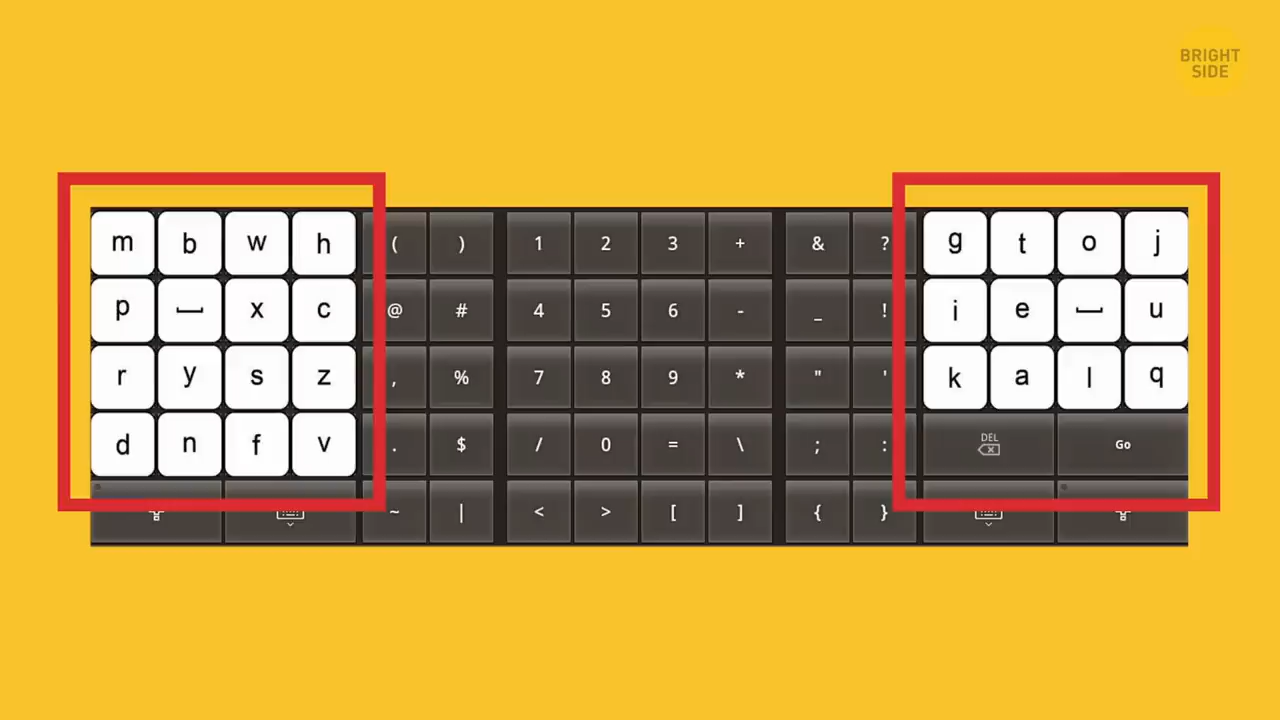 BRIGHT
SIDE
m b w h ( ) 1 2 3 + & ? g t o j
p x c @ # 4 5 6 - _ ! i e u
r y s z , % 7 8 9 * " ' k a l q
d n f v . $ / 0 = \ ; : DEL Go
~ | < > [ ] { }